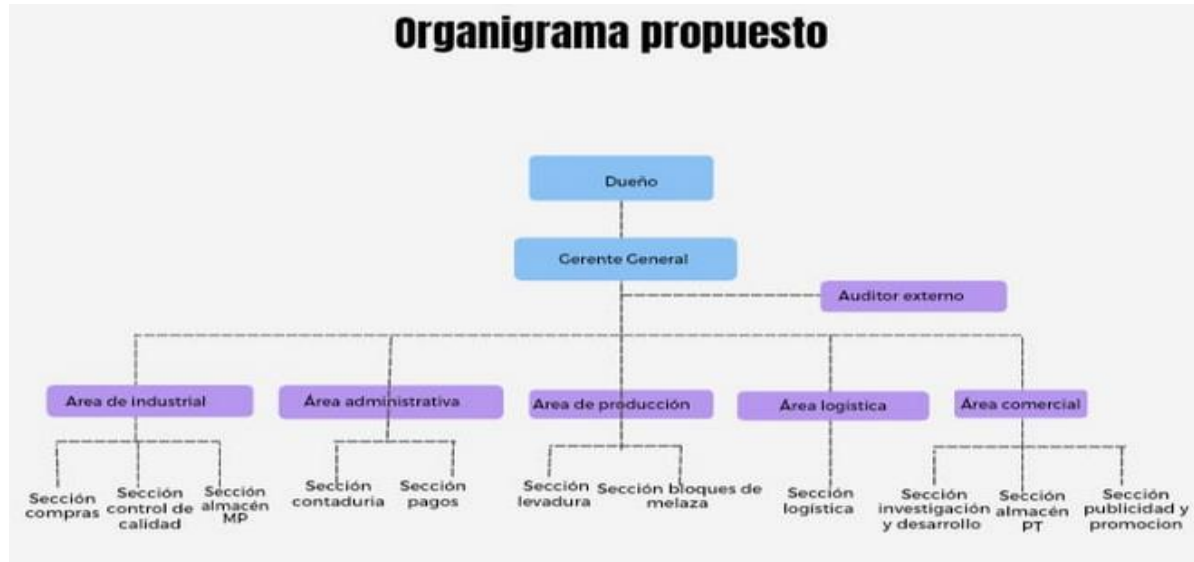 Organigrama propuesto
Dueño
Gerente General
Auditor externo
Area de industrial
Área administrativa
Area de producción
Área logistica
Área comercial
Sección
compras
Sección
control de
calidad
Sección
almacén
MP
Sección
contaduria
Sección
pagos
Sección
levadura
Sección bloques de
melaza
Sección
logística
Sección
investigación
y desarrollo
Sección
almacén
PT
Sección
publicidad y
promocion